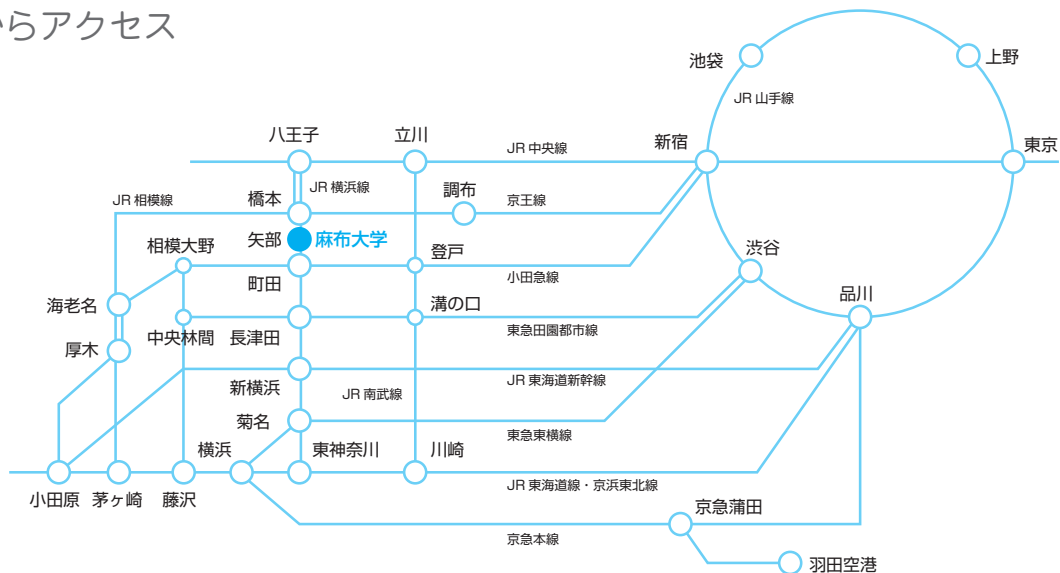 からアクセス
池袋
上野
JR 山手線
八王子
立川
JR 中央線
新宿
東京
JR 横浜線
調布
JR 相模線
橋本
京王線
矢部
麻布大学
相模大野
登戸
渋谷
町田
小田急線
海老名
溝の口
品川
中央林間
長津田
東急田園都市線
厚木
JR 東海道新幹線
新横浜
JR 南武線
菊名
東急東横線
横浜
東神奈川
川崎
小田原
茅ヶ崎
藤沢
JR 東海道線・京浜東北線
京急蒲田
京急本線
羽田空港